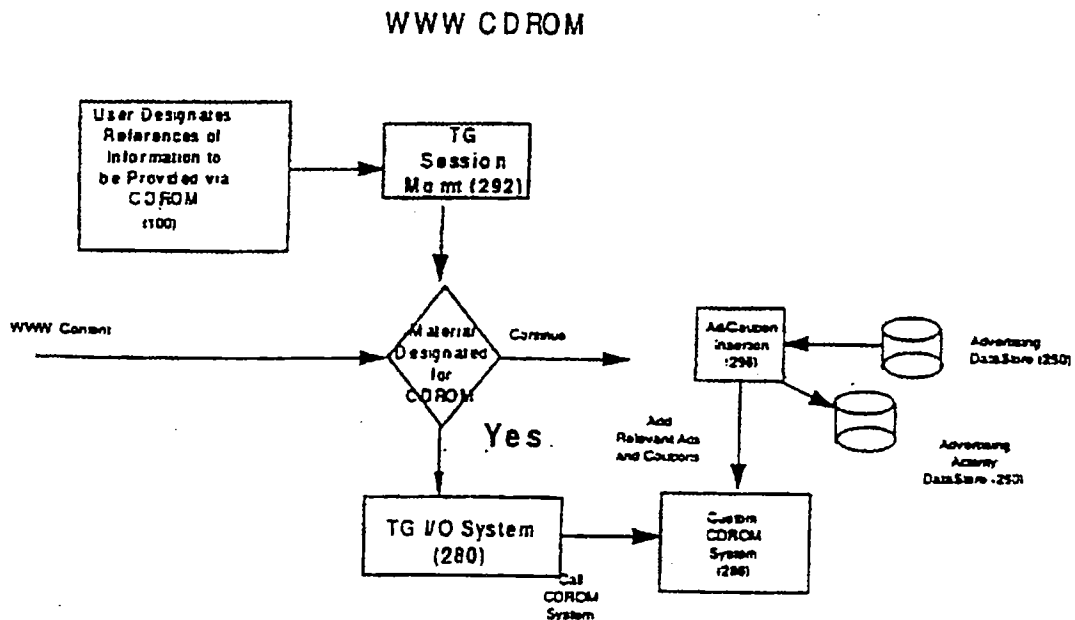 WWW CDROM
User Designates
References of
Information to
be Provided via
CDROM
(100)
TG
Session
Mgmt (292)
WWW Content
Material
Designated
for
CDROM
Continue
Yes
Ad/Coupon
Insertion
Advertising
DataStore (250)
Add
Relevant Ads
and Coupons
Advertising
Activity
DataStore
TG I/O System
(280)
Call
CDROM
System
Custom
CDROM
System